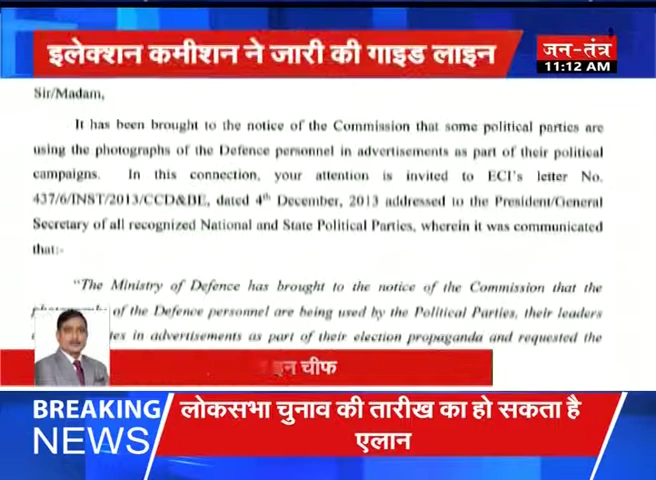 इलेक्शन कमीशन ने जारी की गाइड लाइन
जन-तंत्र
11:12 AM
Sir/Madam,
It has been brought to the notice of the Commission that some political parties are
using the photographs of the Defence personnel in advertisements as part of their political
campaigns. In this connection, your attention is invited to ECI's letter No.
437/6/INST/2013/CCD&BE, dated 4th December, 2013 addressed to the President/General
Secretary of all recognized National and State Political Parties, wherein it was communicated
that:-
"The Ministry of Defence has brought to the notice of the Commission that the
of the Defence personnel are being used by the Political Parties, their leaders
in advertisements as part of their election propaganda and requested the
इन चीफ
BREAKING
NEWS
लोकसभा चुनाव की तारीख का हो सकता है
एलान